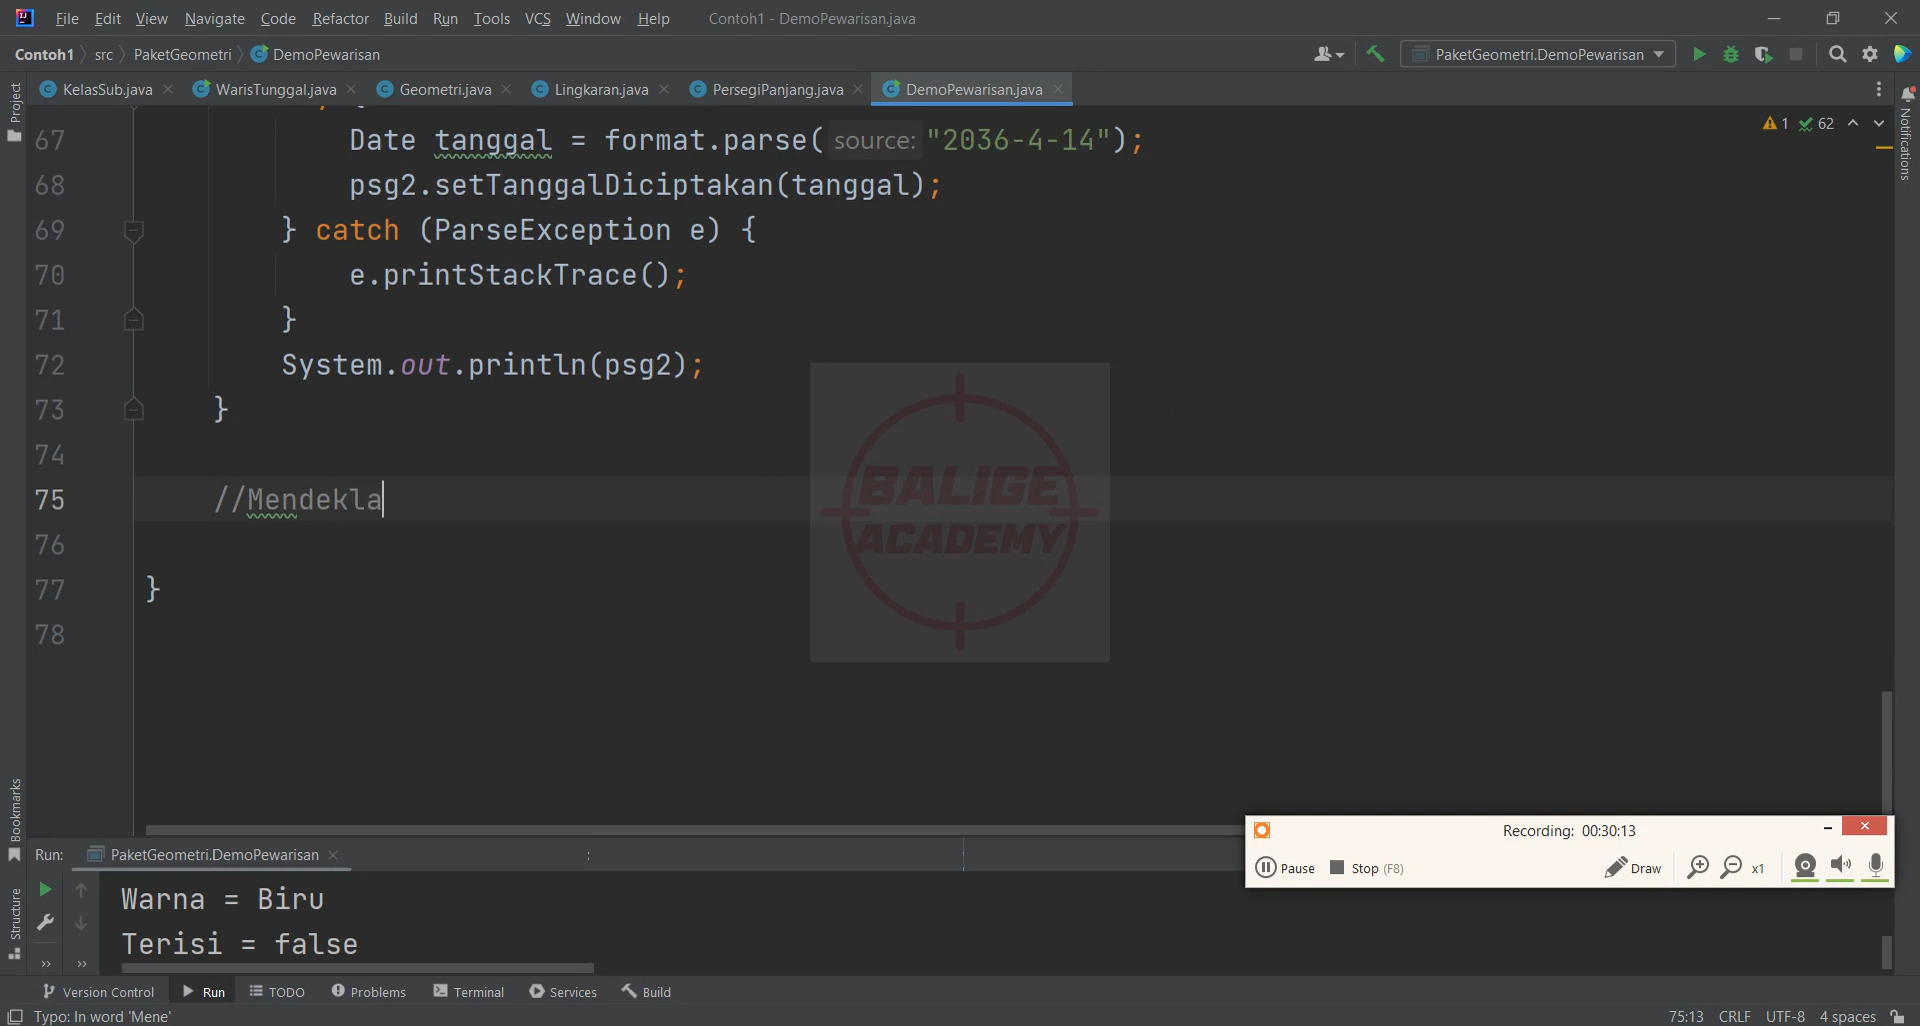 File Edit View Navigate Code Refactor Build Run Tools VCS Window Help Contoh1 - DemoPewarisan.java
Contoh1 src PaketGeometri DemoPewarisan PaketGeometri.DemoPewarisan
KelasSub.java WarisTunggal.java Geometri.java Lingkaran.java PersegiPanjang.java DemoPewarisan.java
Project
Notifications
1 62
67 Date tanggal = format.parse( source: "2036-4-14");
68 psg2.setTanggalDiciptakan(tanggal);
69 } catch (ParseException e) {
70 e.printStackTrace();
71 }
72 System.out.println(psg2);
73 }
74
75 //Mendekla
76
77 }
78
BALIGE
ACADEMY
Bookmarks
Structure
Recording: 00:30:13
Pause Stop (F8) Draw x1
Run: PaketGeometri.DemoPewarisan
Warna = Biru
Terisi = false
Version Control Run TODO Problems Terminal Services Build
Typo: In word 'Mene' 75:13 CRLF UTF-8 4 spaces